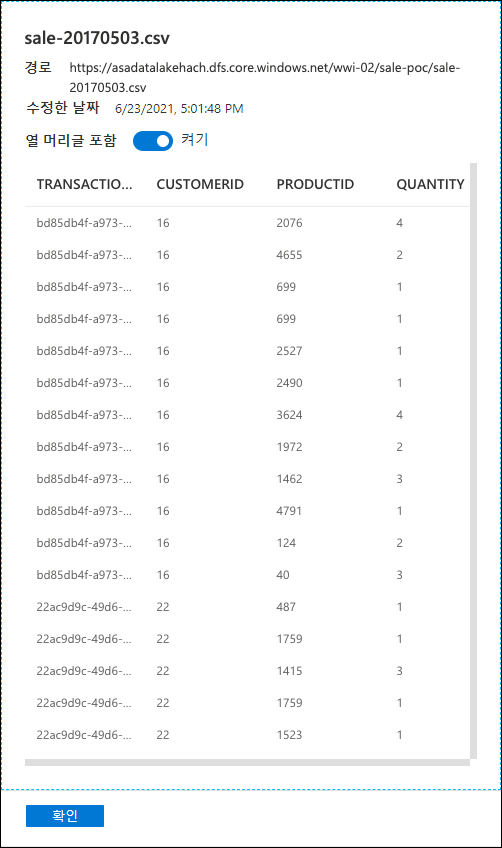 sale-20170503.csv
경로 https://asadatalakehach.dfs.core.windows.net/wwi-02/sale-poc/sale-
20170503.csv
수정한 날짜 6/23/2021, 5:01:48 PM
열 머리글 포함 켜기
TRANSACTIO... CUSTOMERID PRODUCTID QUANTITY
bd85db4f-a973-... 16 2076 4
bd85db4f-a973-... 16 4655 2
bd85db4f-a973-... 16 699 1
bd85db4f-a973-... 16 699 1
bd85db4f-a973-... 16 2527 1
bd85db4f-a973-... 16 2490 1
bd85db4f-a973-... 16 3624 4
bd85db4f-a973-... 16 1972 2
bd85db4f-a973-... 16 1462 3
bd85db4f-a973-... 16 4791 1
bd85db4f-a973-... 16 124 2
bd85db4f-a973-... 16 40 3
22ac9d9c-49d6-... 22 487 1
22ac9d9c-49d6-... 22 1759 1
22ac9d9c-49d6-... 22 1415 3
22ac9d9c-49d6-... 22 1759 1
22ac9d9c-49d6-... 22 1523 1
확인